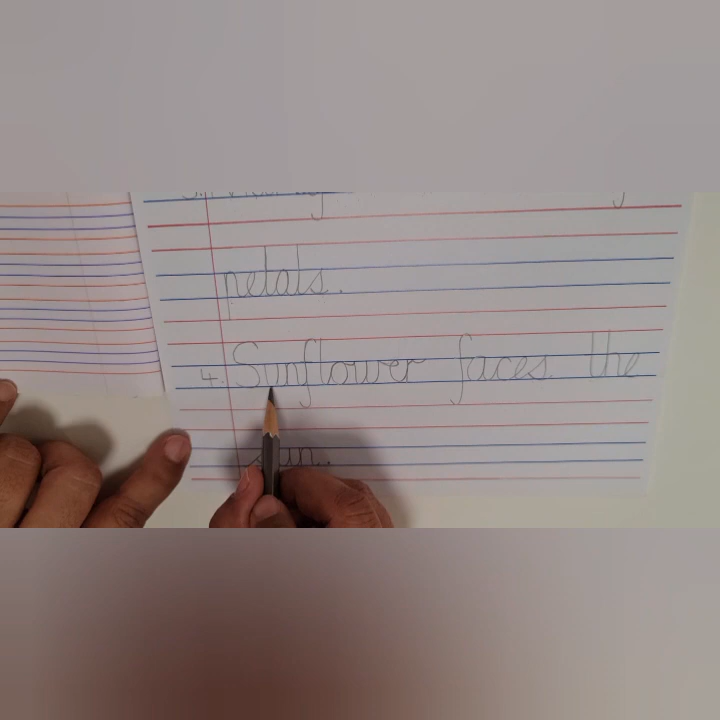 petals.
4. Sunflower faces the
sun.